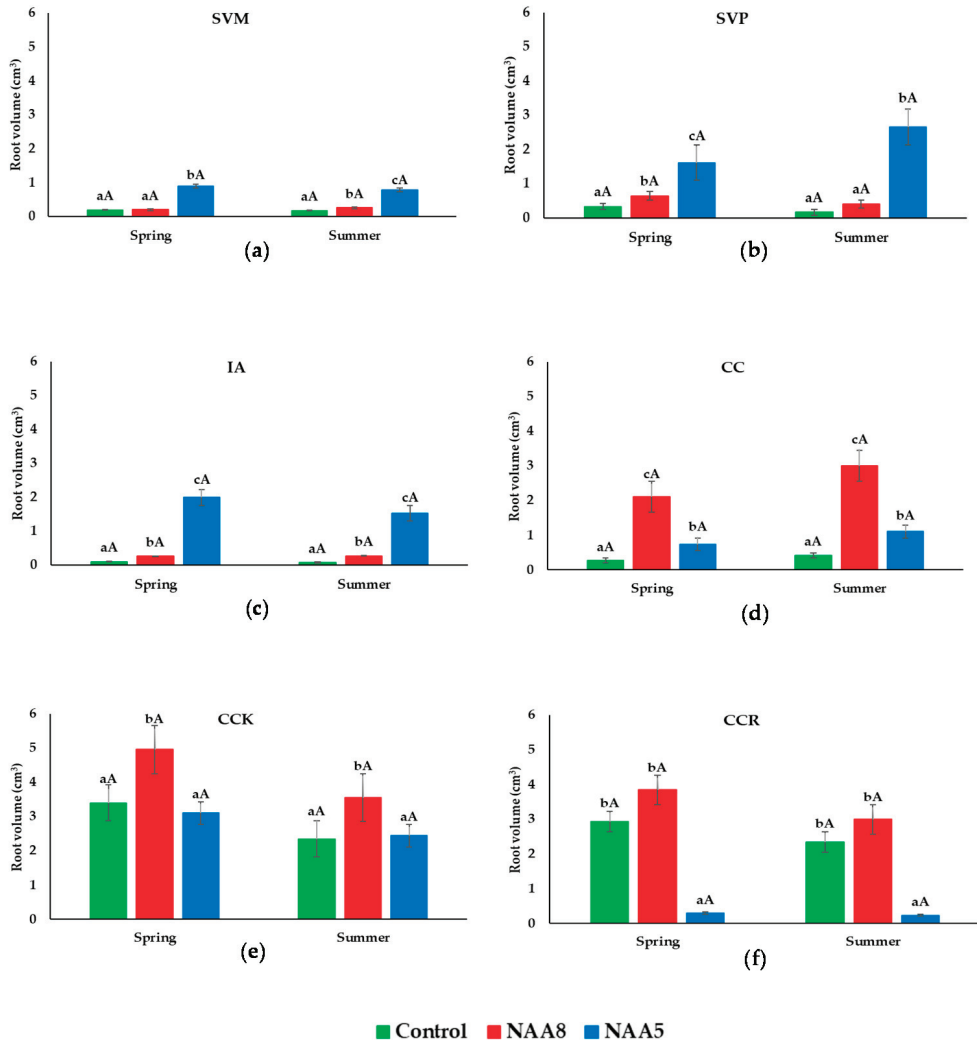 SVM
Root volume (cm³)
6
5
4
3
2
1
0
aA aA bA aA bA cA
Spring Summer
(a)
SVP
Root volume (cm³)
6
5
4
3
2
1
0
aA bA cA aA aA bA
Spring Summer
(b)
IA
Root volume (cm³)
6
5
4
3
2
1
0
aA bA cA aA bA cA
Spring Summer
(c)
CC
Root volume (cm³)
6
5
4
3
2
1
0
aA cA bA aA cA bA
Spring Summer
(d)
CCK
Root volume (cm³)
6
5
4
3
2
1
0
aA bA aA aA bA aA
Spring Summer
(e)
CCR
Root volume (cm³)
6
5
4
3
2
1
0
bA bA aA bA bA aA
Spring Summer
(f)
Control NAA8 NAA5